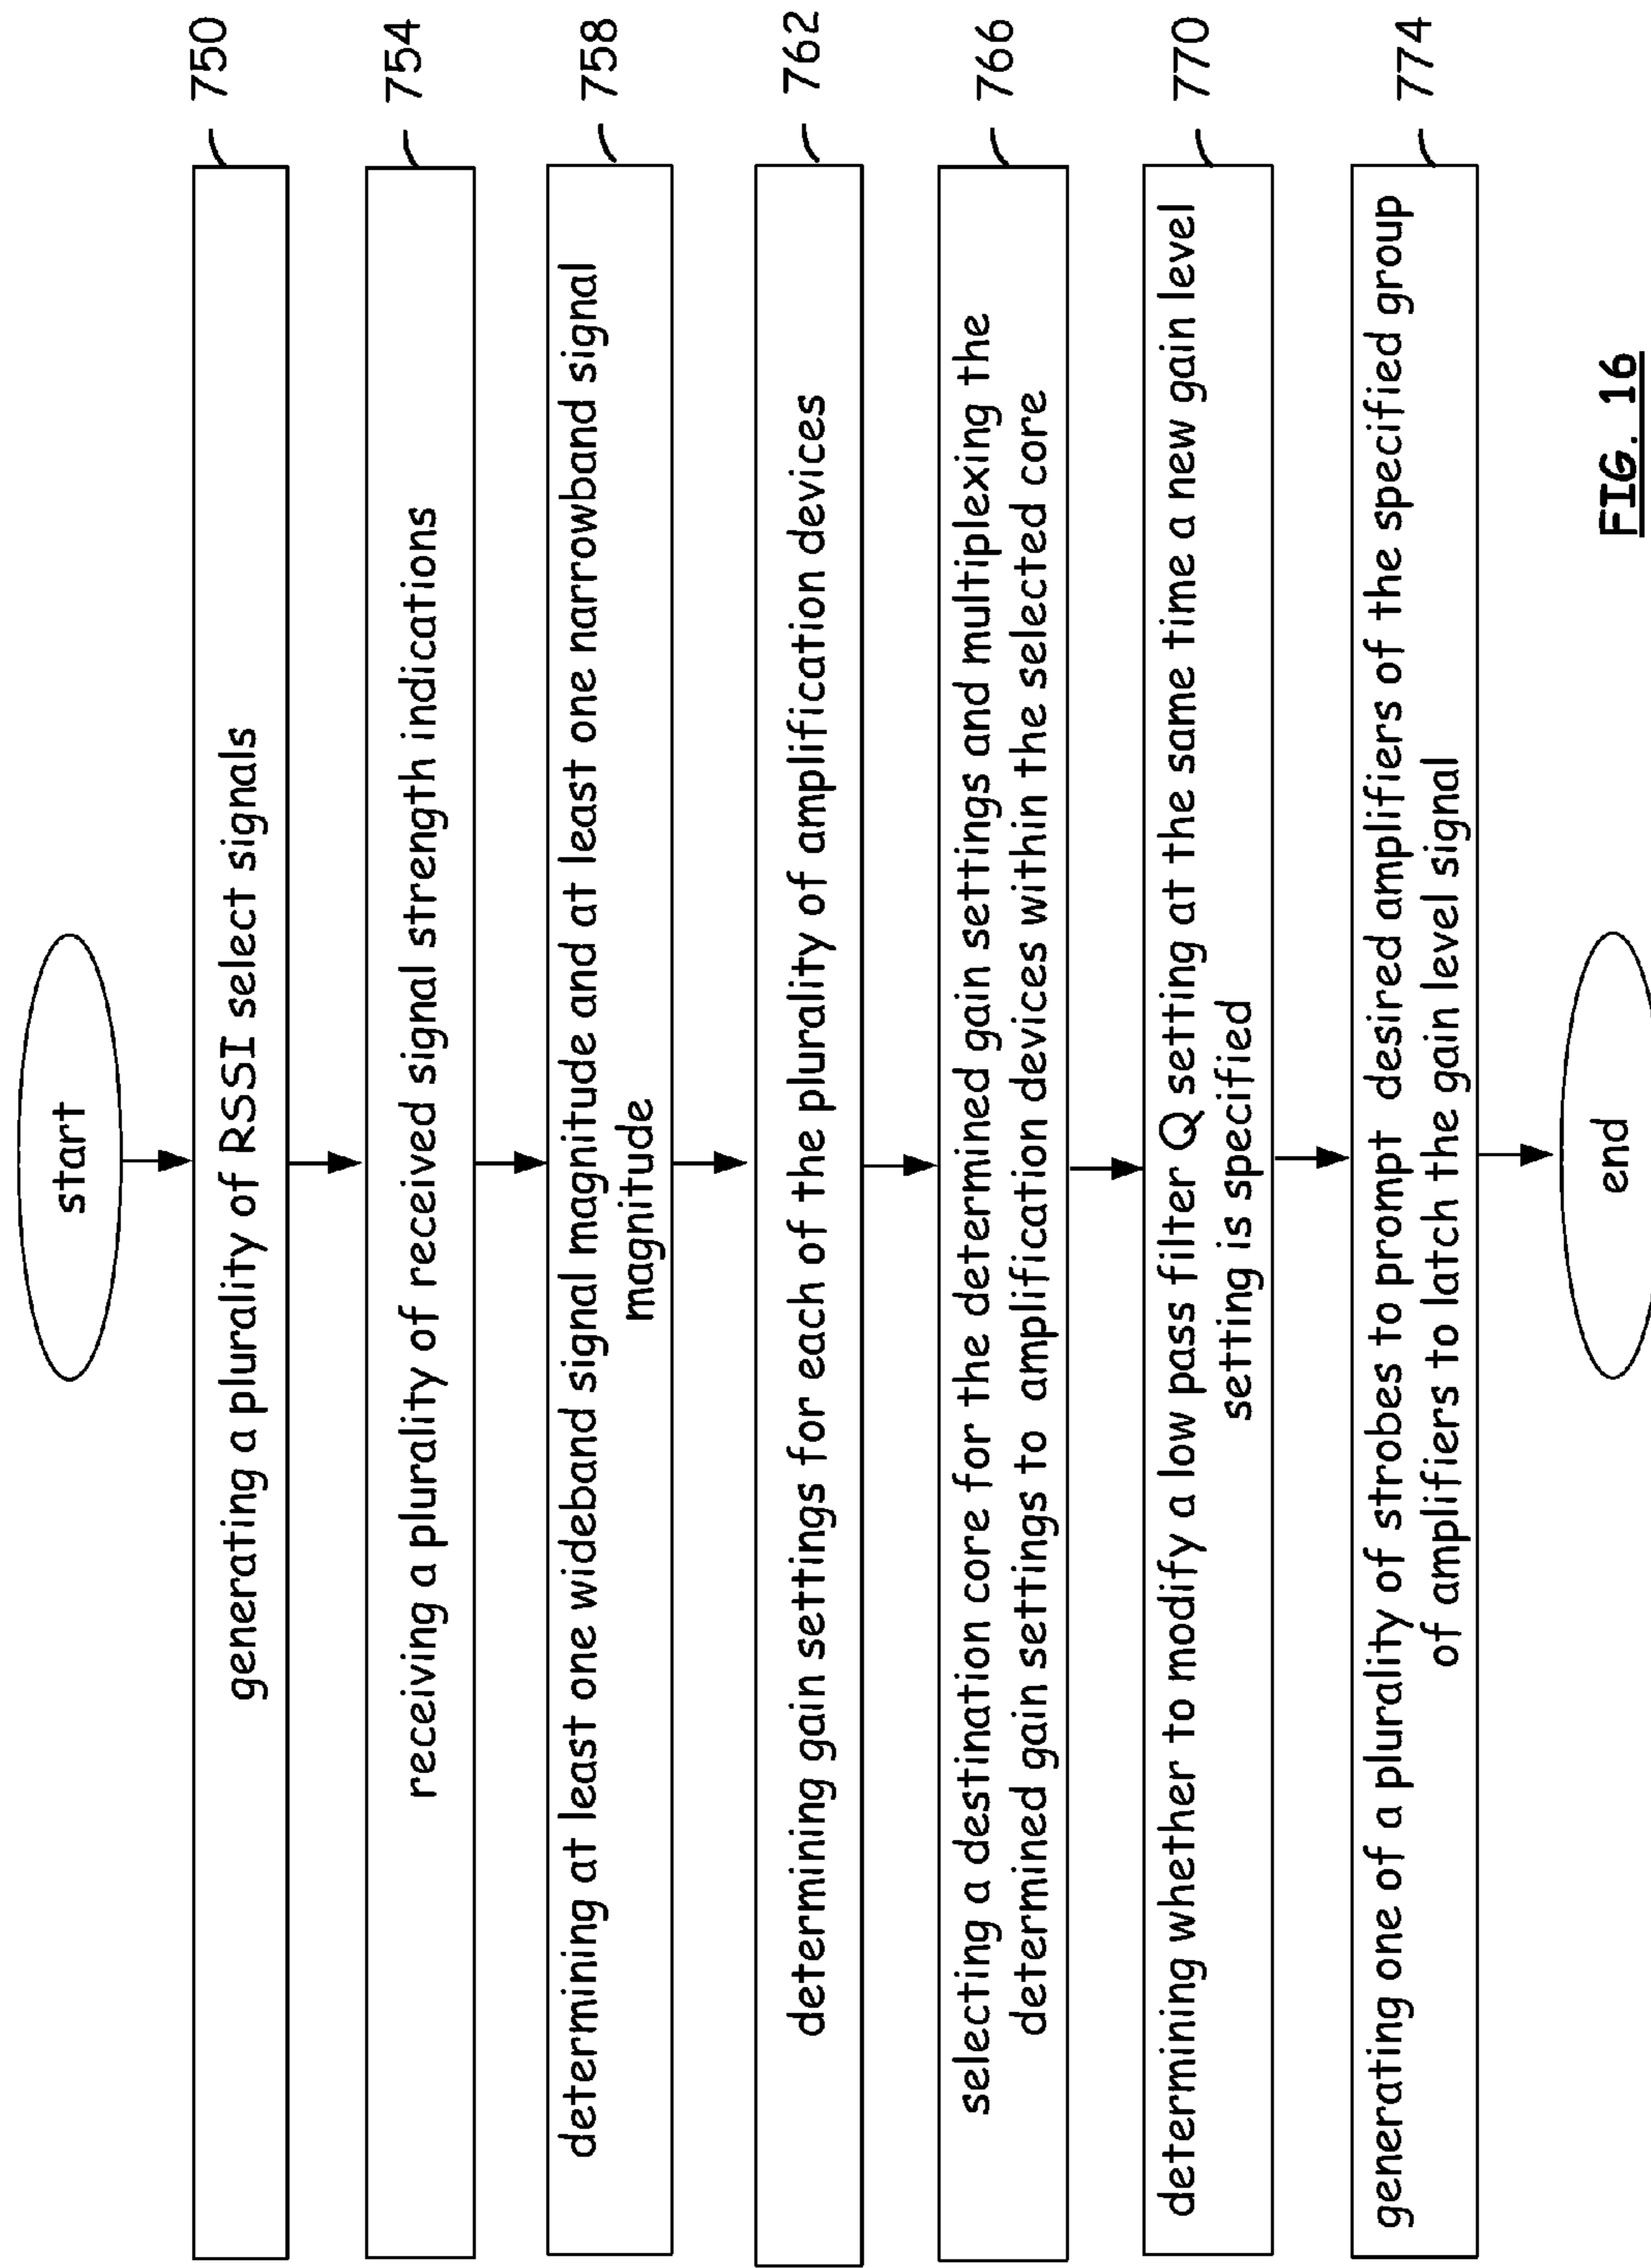 start
generating a plurality of RSSI select signals
750
receiving a plurality of received signal strength indications
754
determining at least one wideband signal magnitude and at least one narrowband signal
magnitude
758
determining gain settings for each of the plurality of amplification devices
762
selecting a destination core for the determined gain settings and multiplexing the
determined gain settings to amplification devices within the selected core
766
determining whether to modify a low pass filter Q setting at the same time a new gain level
setting is specified
770
generating one of a plurality of strobes to prompt desired amplifiers of the specified group
of amplifiers to latch the gain level signal
774
end
FIG. 16